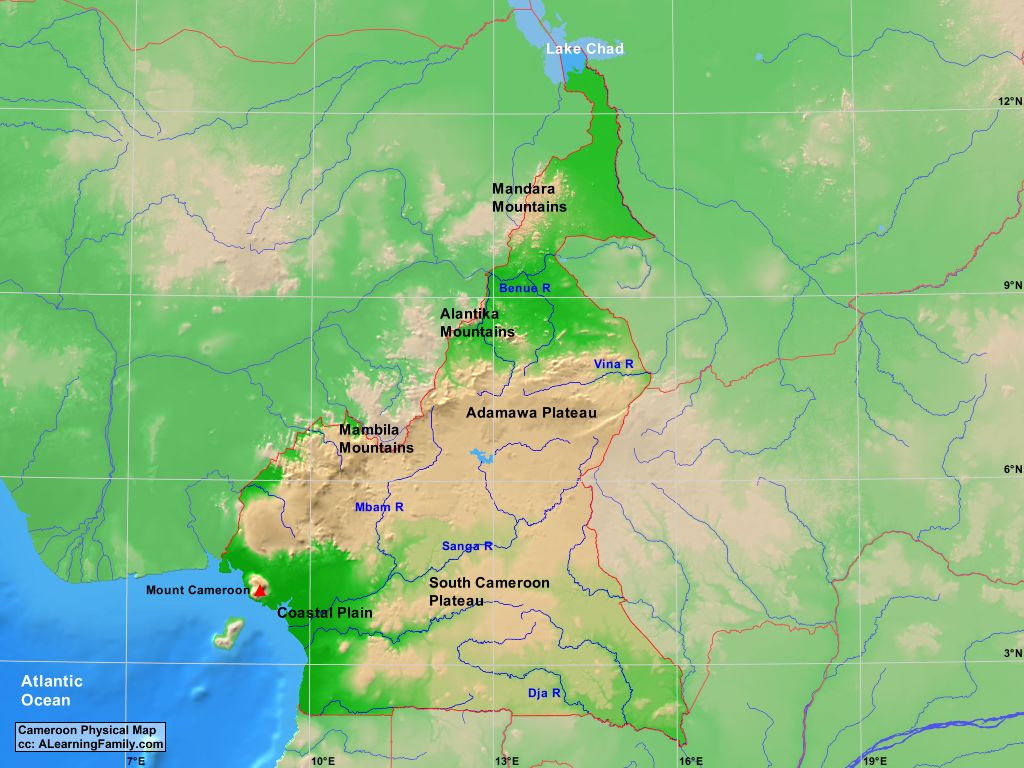 Lake Chad
12°N
Mandara
Mountains
9°N
Benue R
Alantika
Mountains
Vina R
Adamawa Plateau
Mambila
Mountains
6°N
Mbam R
Sanga R
South Cameroon
Plateau
Mount Cameroon
Coastal Plain
3°N
Atlantic
Ocean
Dja R
Cameroon Physical Map
cc: ALearningFamily.com
7°E
10°E
13°E
16°E
19°E